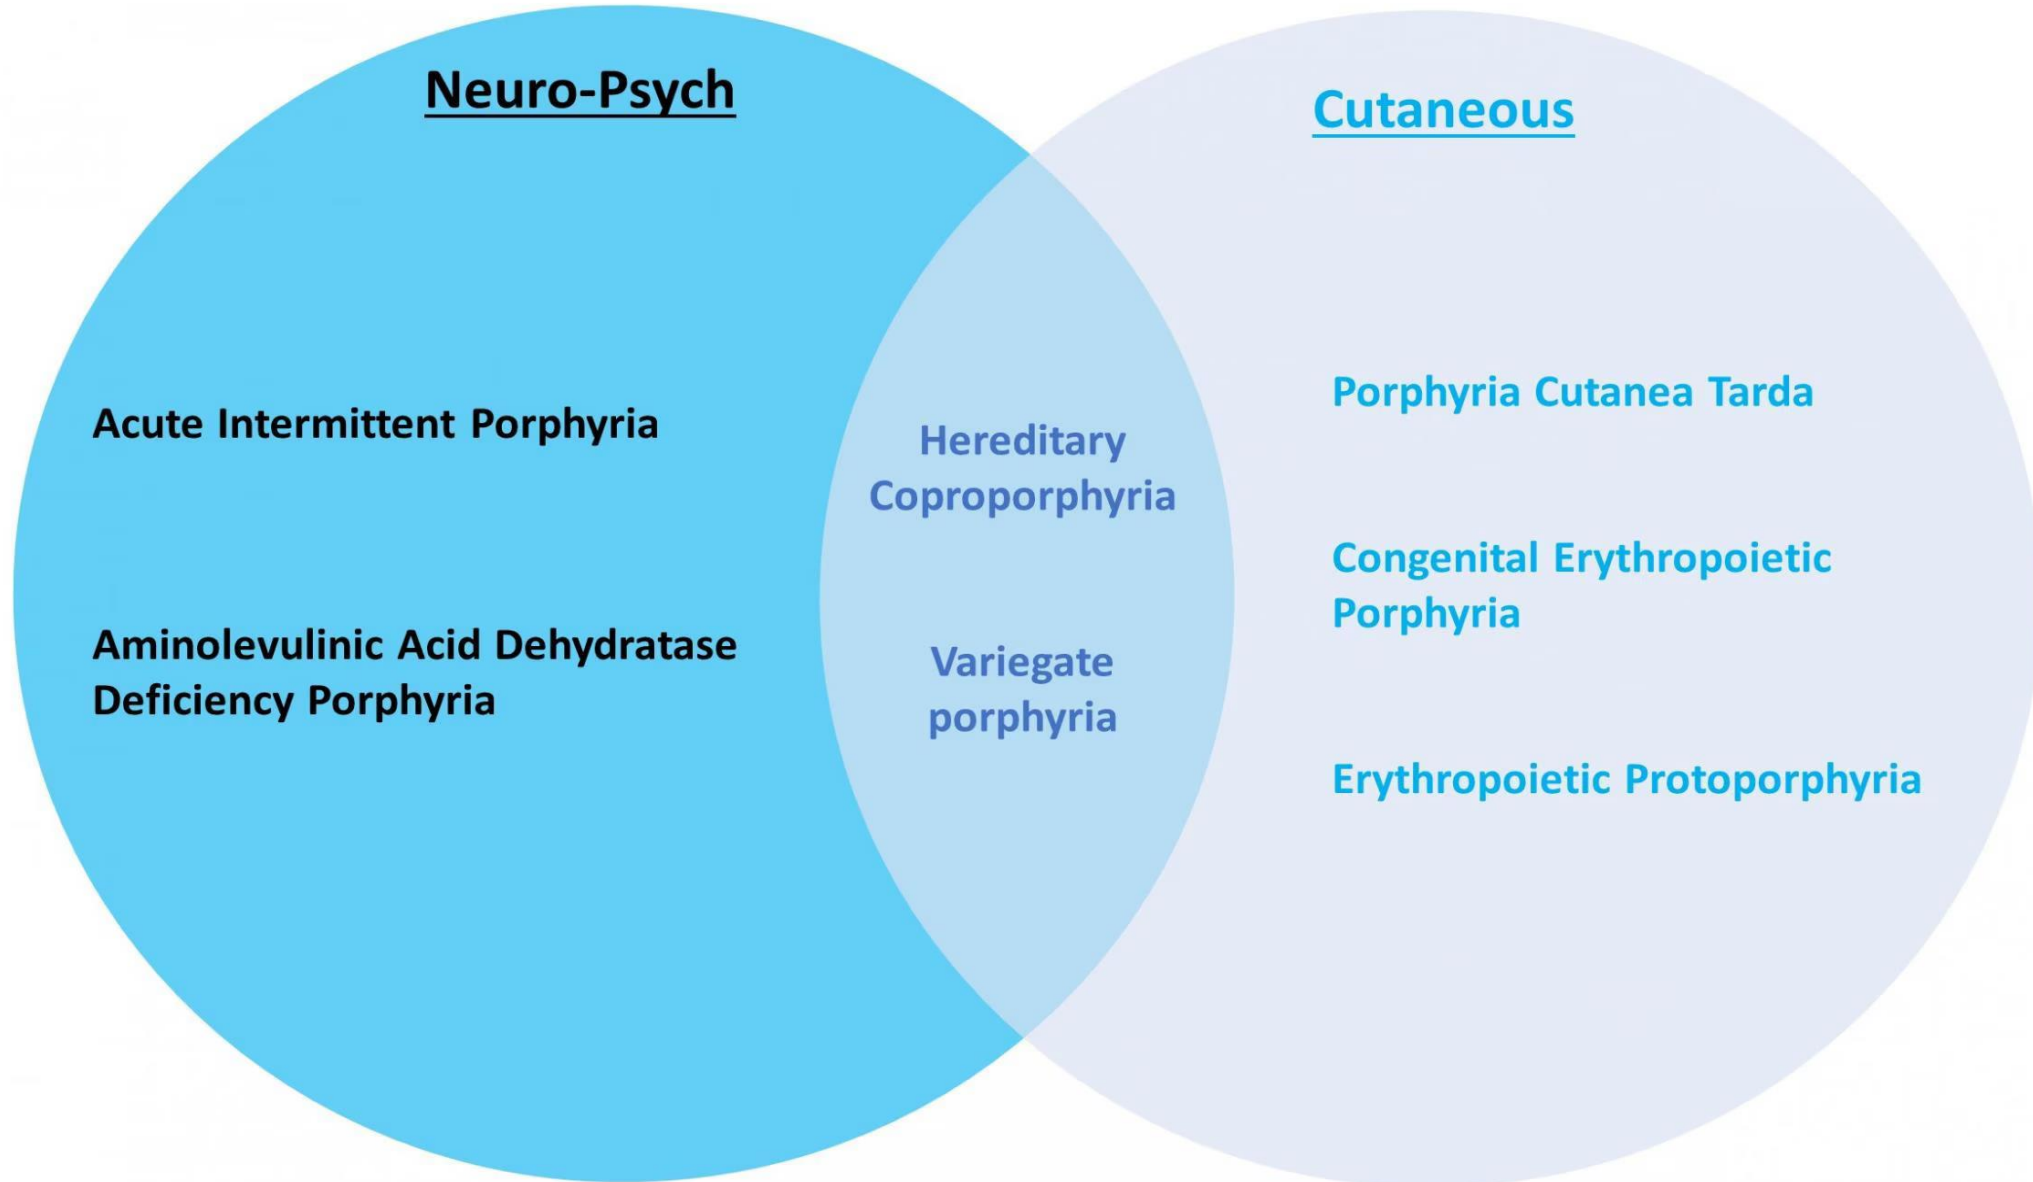 Neuro-Psych
Acute Intermittent Porphyria
Aminolevulinic Acid Dehydratase
Deficiency Porphyria
Hereditary
Coproporphyria
Variegate
porphyria
Cutaneous
Porphyria Cutanea Tarda
Congenital Erythropoietic
Porphyria
Erythropoietic Protoporphyria